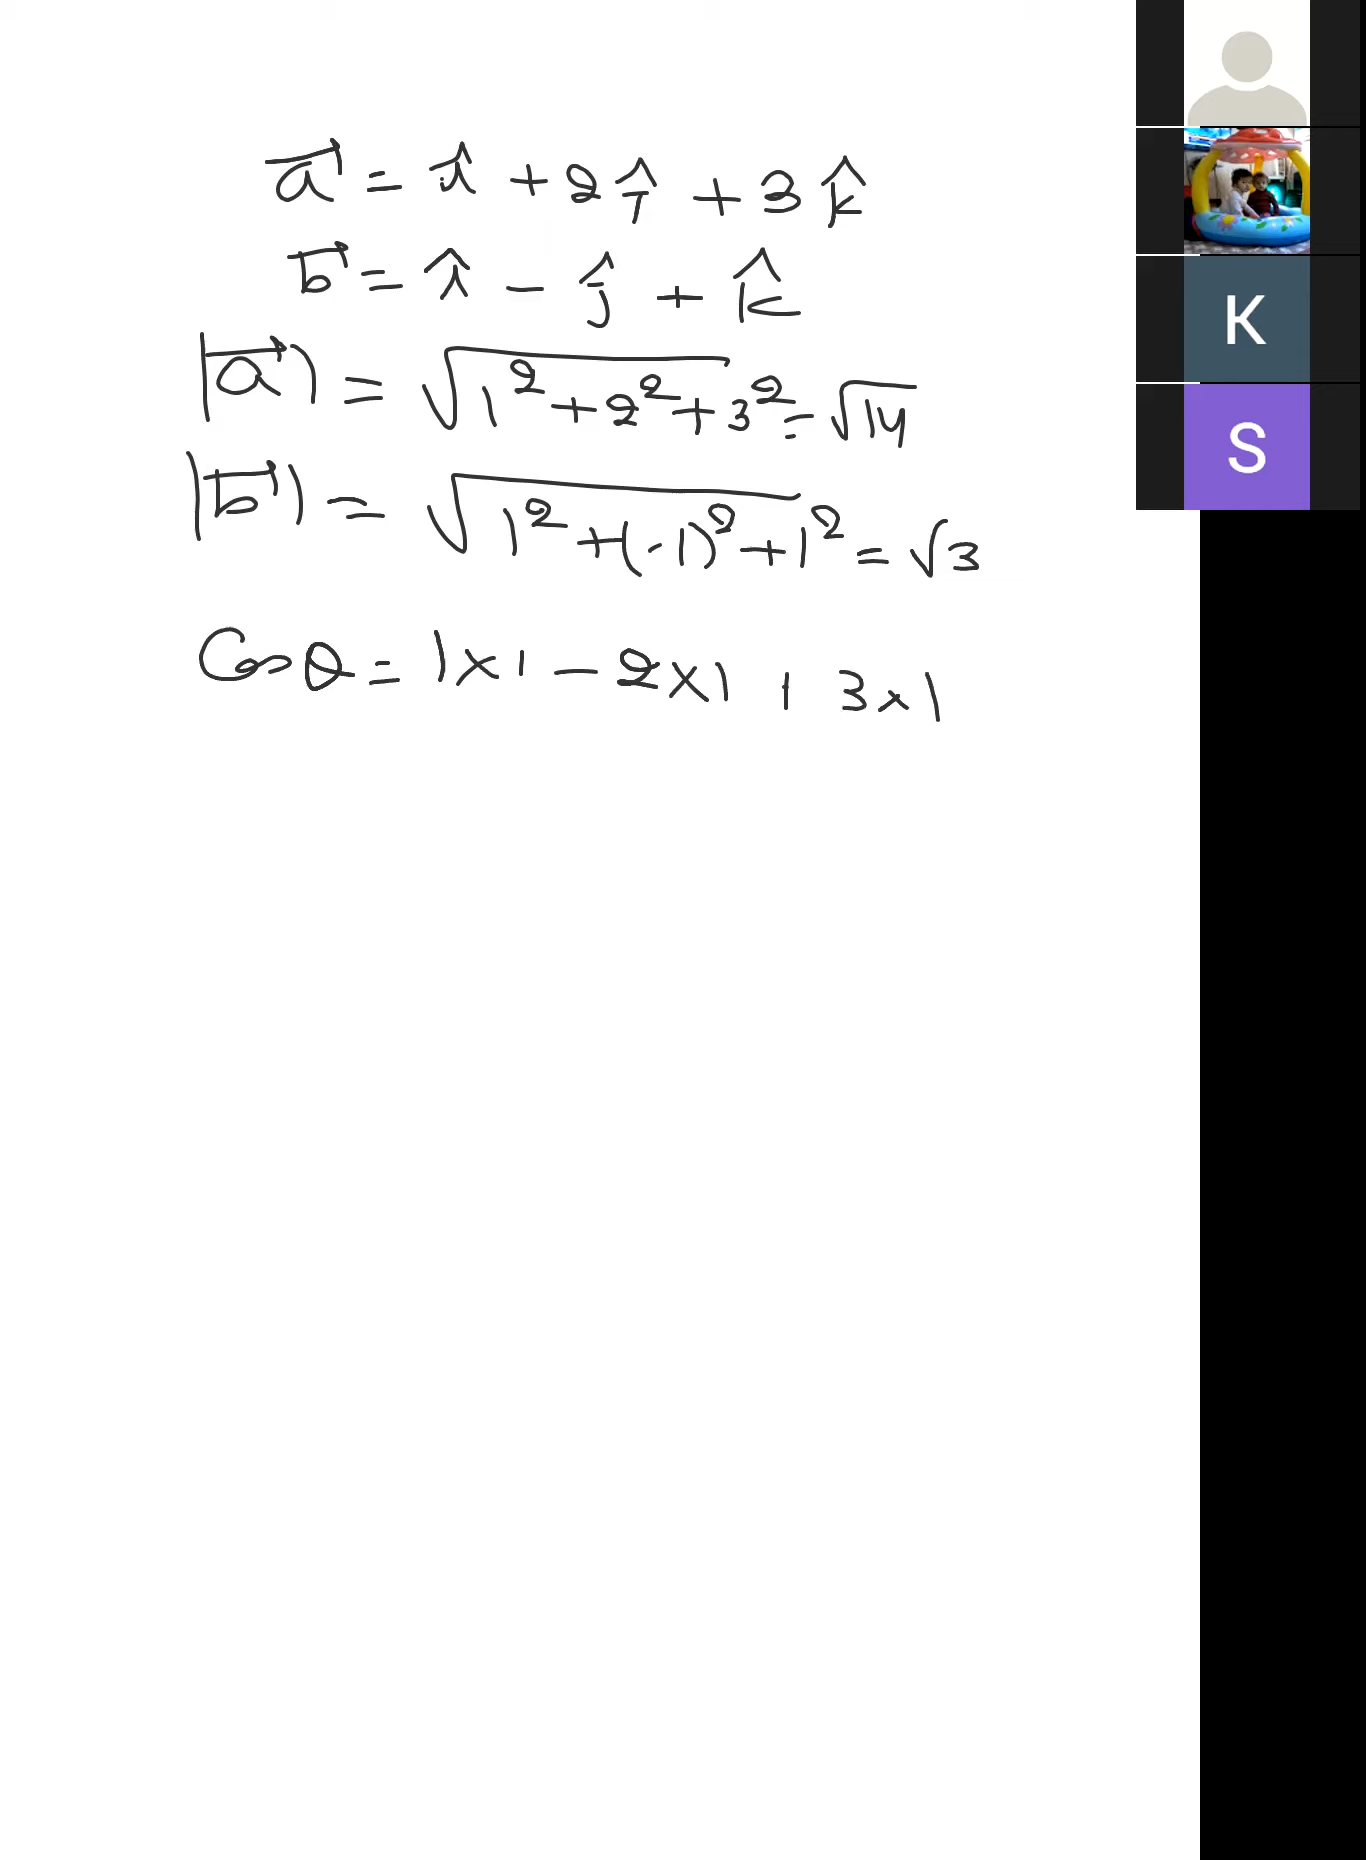 a⃗ = î + 2ĵ + 3k̂
b⃗ = î - ĵ + k̂
|a⃗| = √(1² + 2² + 3²) = √14
|b⃗| = √(1² + (-1)² + 1²) = √3
Cos θ = 1×1 - 2×1 + 3×1
K
S